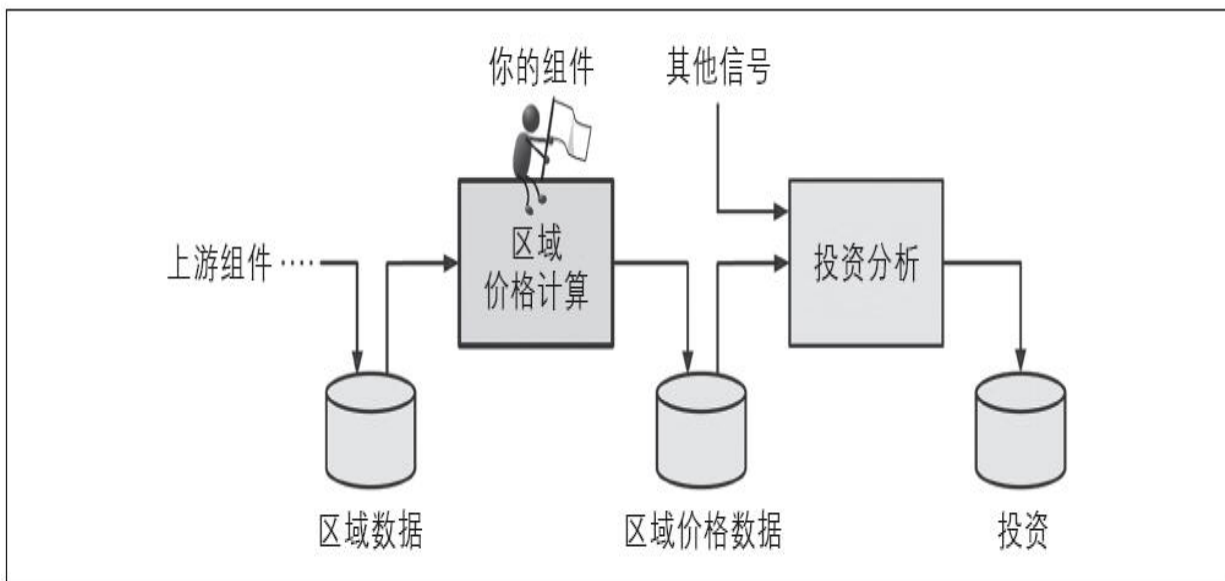 你的组件
其他信号
上游组件
区域
价格计算
投资分析
区域数据
区域价格数据
投资